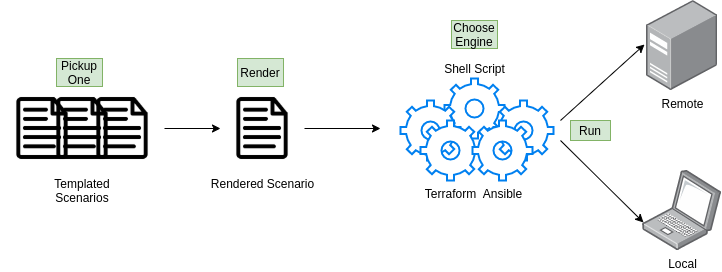 Pickup
One
Templated
Scenarios
Render
Rendered Scenario
Choose
Engine
Shell Script
Terraform
Ansible
Run
Remote
Local